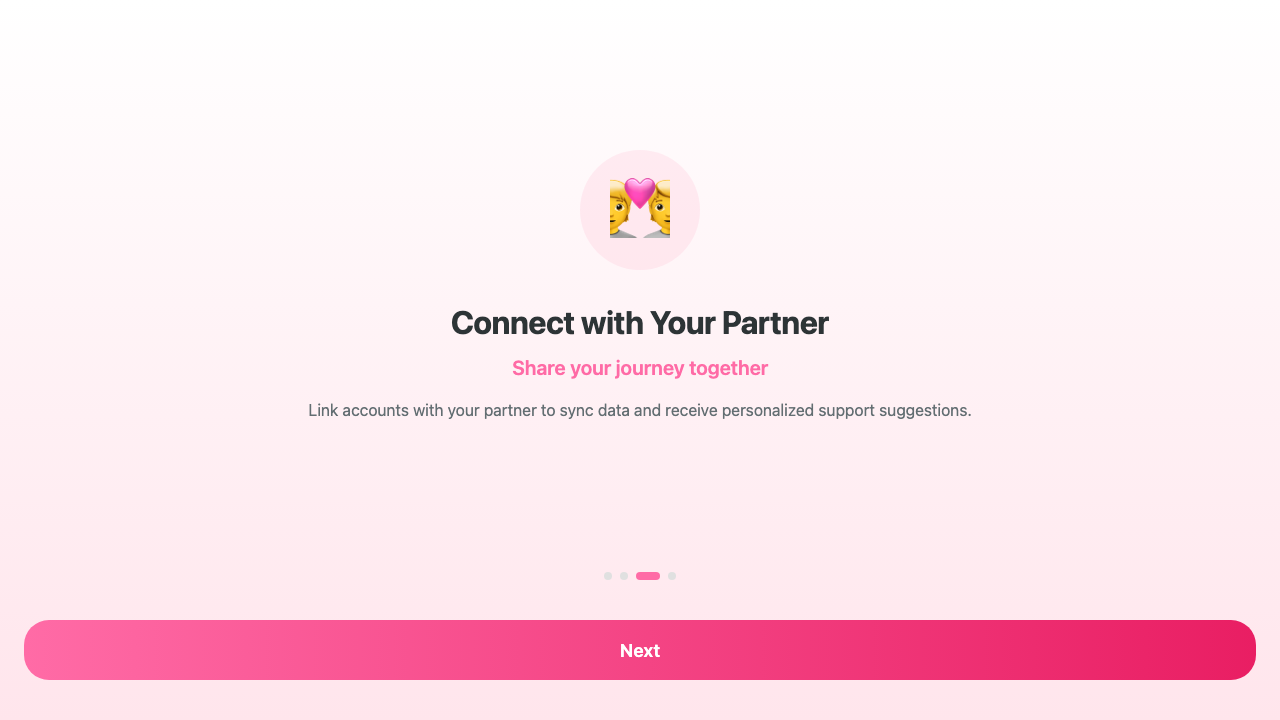 Connect with Your Partner
Share your journey together
Link accounts with your partner to sync data and receive personalized support suggestions.
Next